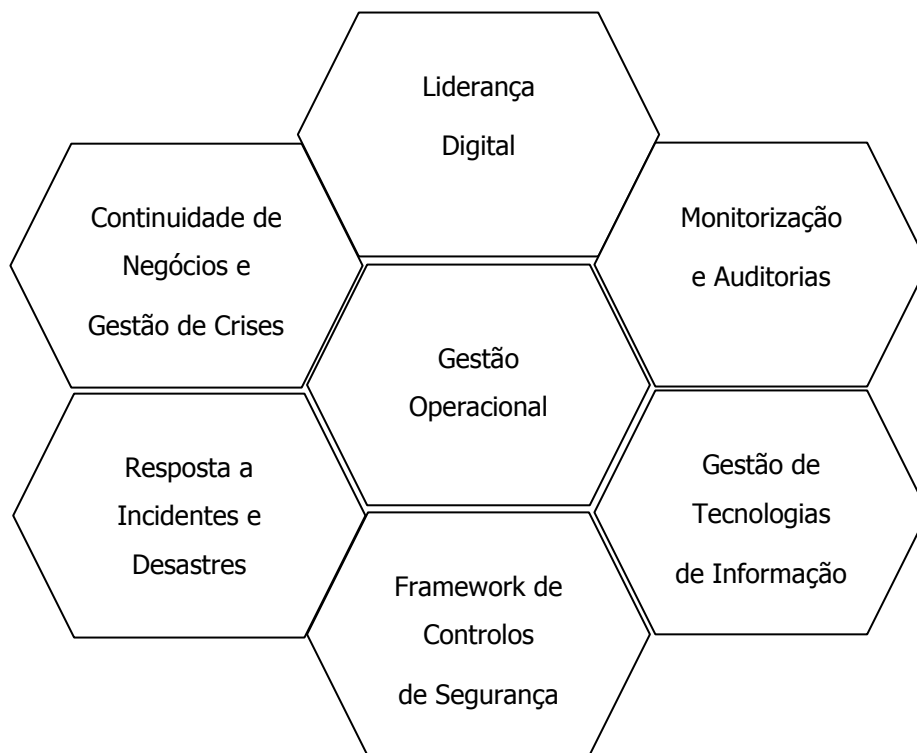 Liderança
Digital
Continuidade de
Negócios e
Gestão de Crises
Monitorização
e Auditorias
Gestão
Operacional
Resposta a
Incidentes e
Desastres
Gestão de
Tecnologias
de Informação
Framework de
Controlos
de Segurança